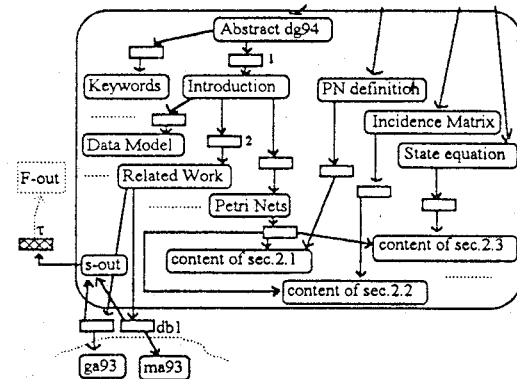 Abstract dg94
1
Keywords
Introduction
PN definition
Incidence Matrix
2
Data Model
State equation
F-out
Related Work
Petri Nets
τ
content of sec.2.3
content of sec.2.1
s-out
content of sec.2.2
db1
ga93
ma93